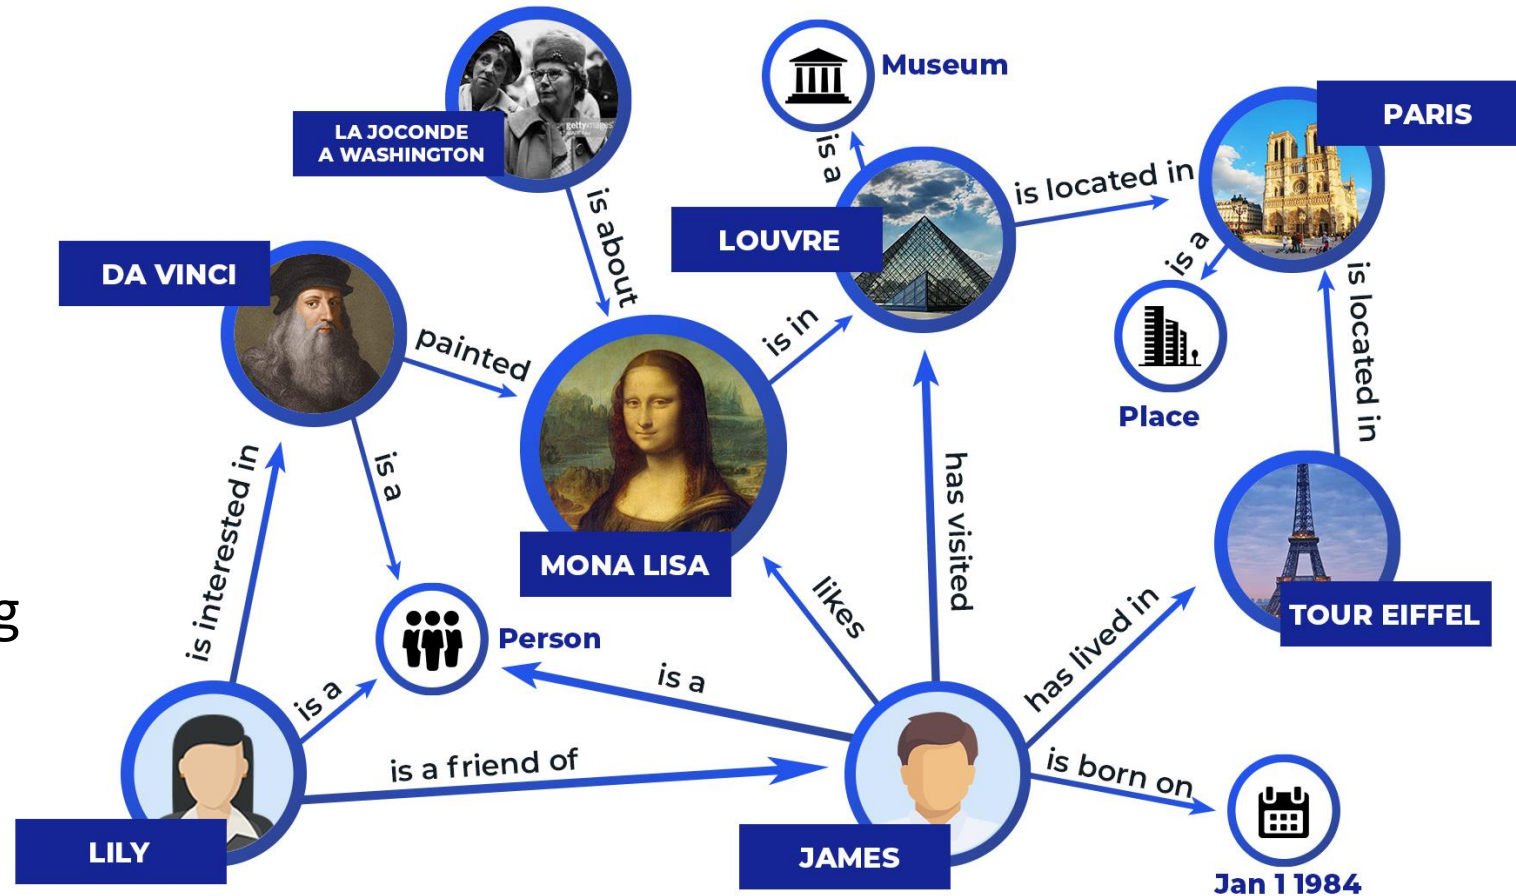 LA JOCONDE
A WASHINGTON
gettyimages
Museum
PARIS
is a
is located in
LOUVRE
is about
is a
DA VINCI
painted
is in
is located in
Place
is a
is interested in
has visited
MONA LISA
likes
g
Person
has lived in
TOUR EIFFEL
is a
is a
is a friend of
is born on
LILY
JAMES
Jan 1 1984